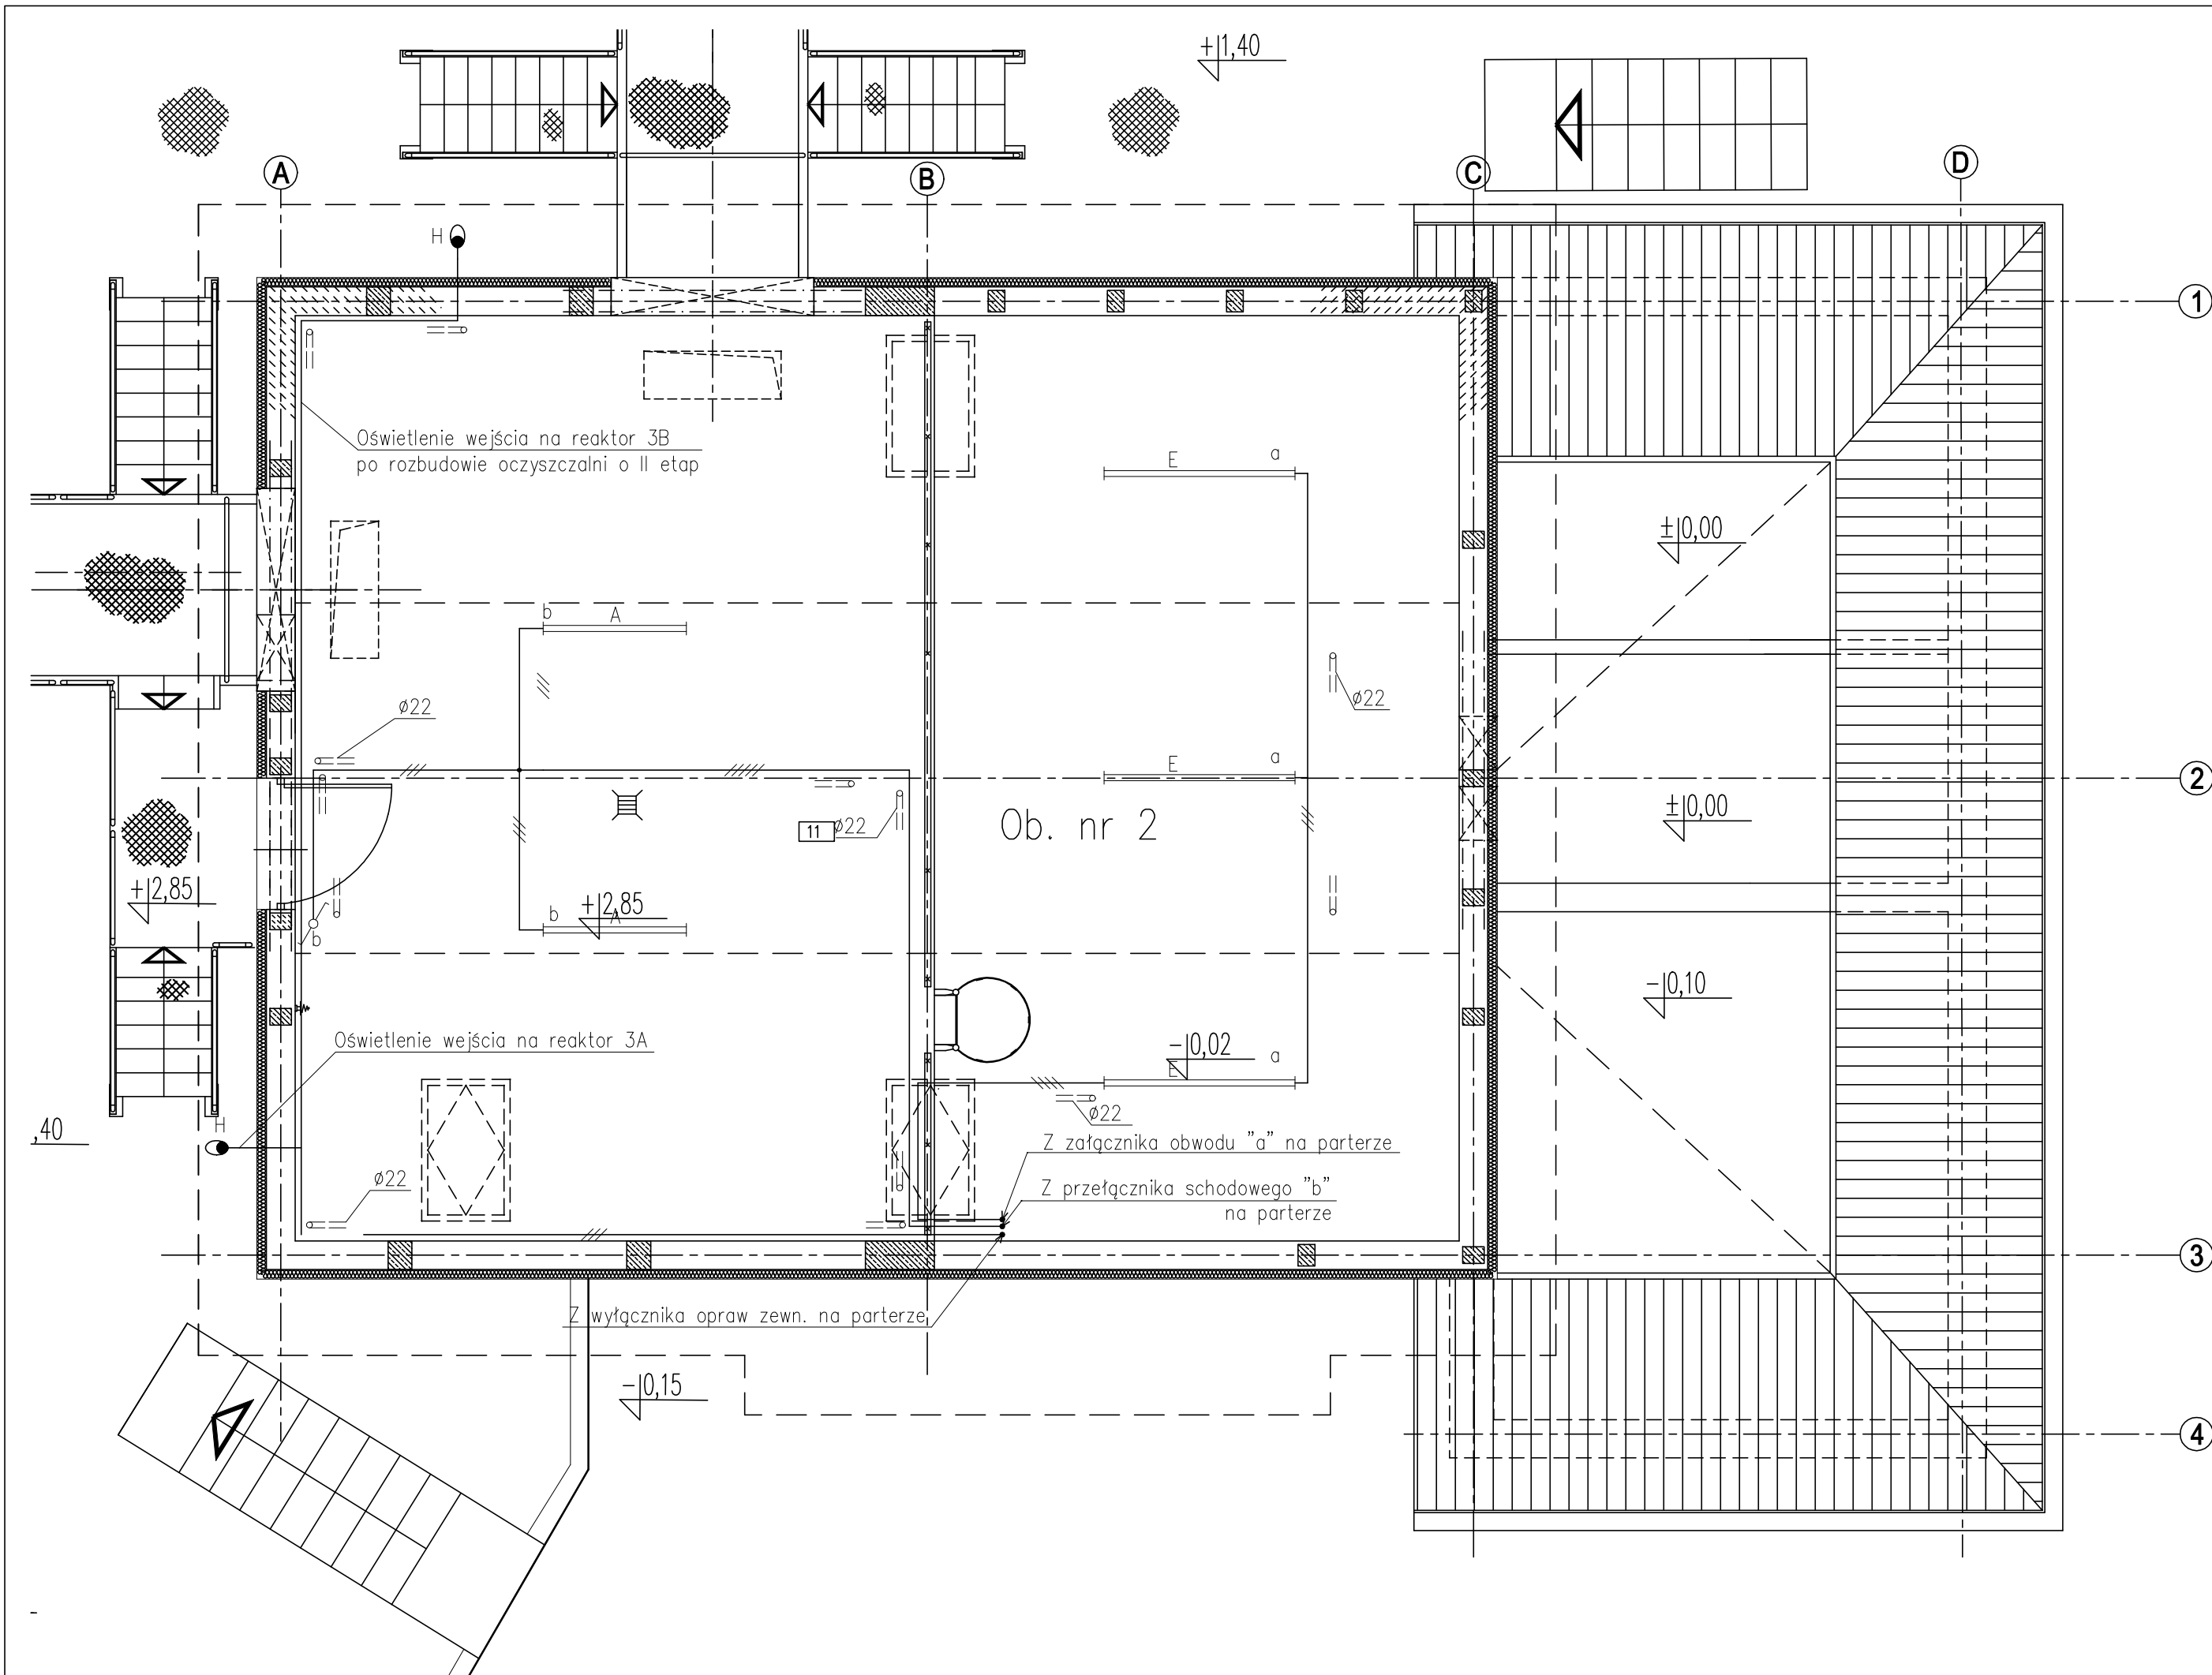 +1,40
A
B
C
D
H
1
Oświetlenie wejścia na reaktor 3B
po rozbudowie oczyszczalni o II etap
E a
±0,00
b A
ø22
ø22
E a
2
11
ø22
Ob. nr 2
±0,00
+2,85
b
+2,85
A
b
-0,10
Oświetlenie wejścia na reaktor 3A
-0,02
a
E
ø22
H
,40
Z załącznika obwodu "a" na parterze
ø22
Z przełącznika schodowego "b"
na parterze
3
Z wyłącznika opraw zewn. na parterze
-0,15
4